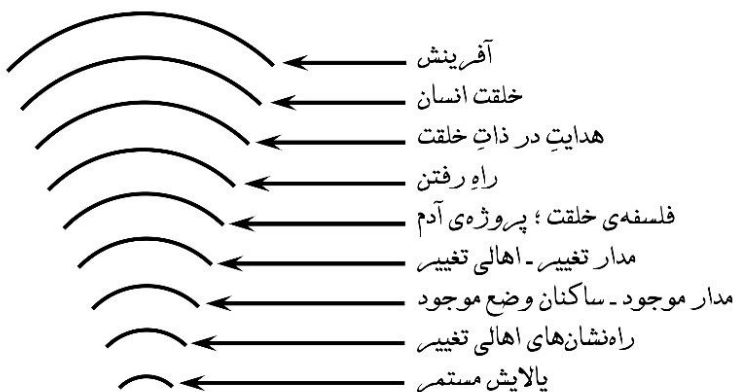 آفرینش
خلقت انسان
هدایتِ در ذاتِ خلقت
راهِ رفتن
فلسفه‌ی خلقت ؛ پروژه‌ی آدم
مدار تغییر ـ اهالی تغییر
مدار موجود ـ ساکنان وضع موجود
راه‌نشان‌های اهالی تغییر
پالایش مستمر